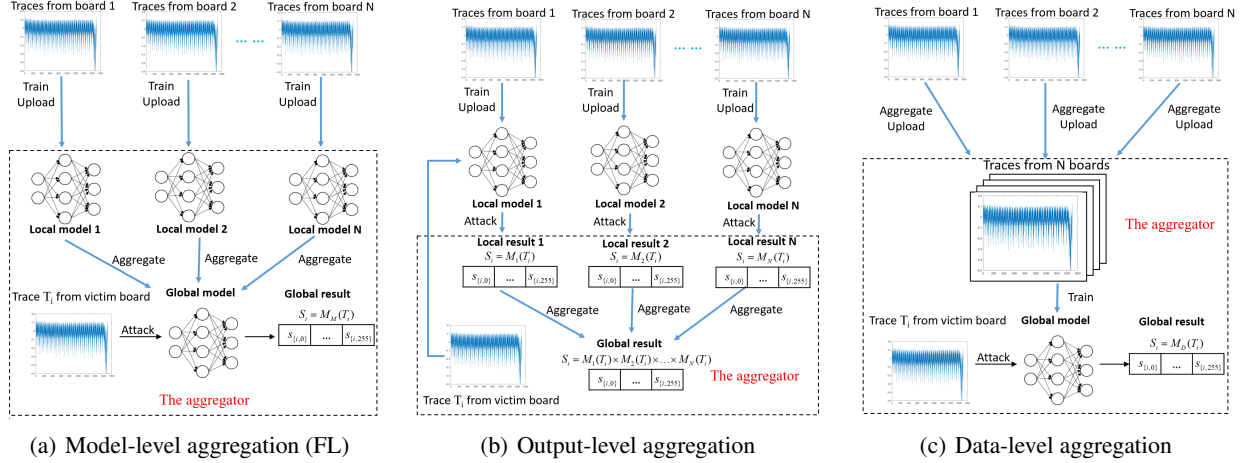 Traces from board 1 Traces from board 2 Traces from board N
... ...
Train Upload Train Upload Train Upload
Local model 1 Local model 2 Local model N
Aggregate Aggregate Aggregate
Trace T_i from victim board Global model Global result
S_i = M_M(T_i)
Attack s_{i,0} ... s_{i,255}
The aggregator
(a) Model-level aggregation (FL)
Traces from board 1 Traces from board 2 Traces from board N
... ...
Train Upload Train Upload Train Upload
Local model 1 Local model 2 Local model N
Attack Attack Attack
Local result 1 Local result 2 Local result N
S_i = M_1(T_i) S_i = M_2(T_i) S_i = M_N(T_i)
s_{i,0} ... s_{i,255} s_{i,0} ... s_{i,255} s_{i,0} ... s_{i,255}
Aggregate Aggregate Aggregate
Global result
S_i = M_1(T_i) × M_2(T_i) × ... × M_N(T_i)
s_{i,0} ... s_{i,255}
The aggregator
Trace T_i from victim board
(b) Output-level aggregation
Traces from board 1 Traces from board 2 Traces from board N
... ...
Aggregate Upload Aggregate Upload Aggregate Upload
Traces from N boards
The aggregator
Train
Trace T_i from victim board Global model Global result
S_i = M_D(T_i)
Attack s_{i,0} ... s_{i,255}
(c) Data-level aggregation